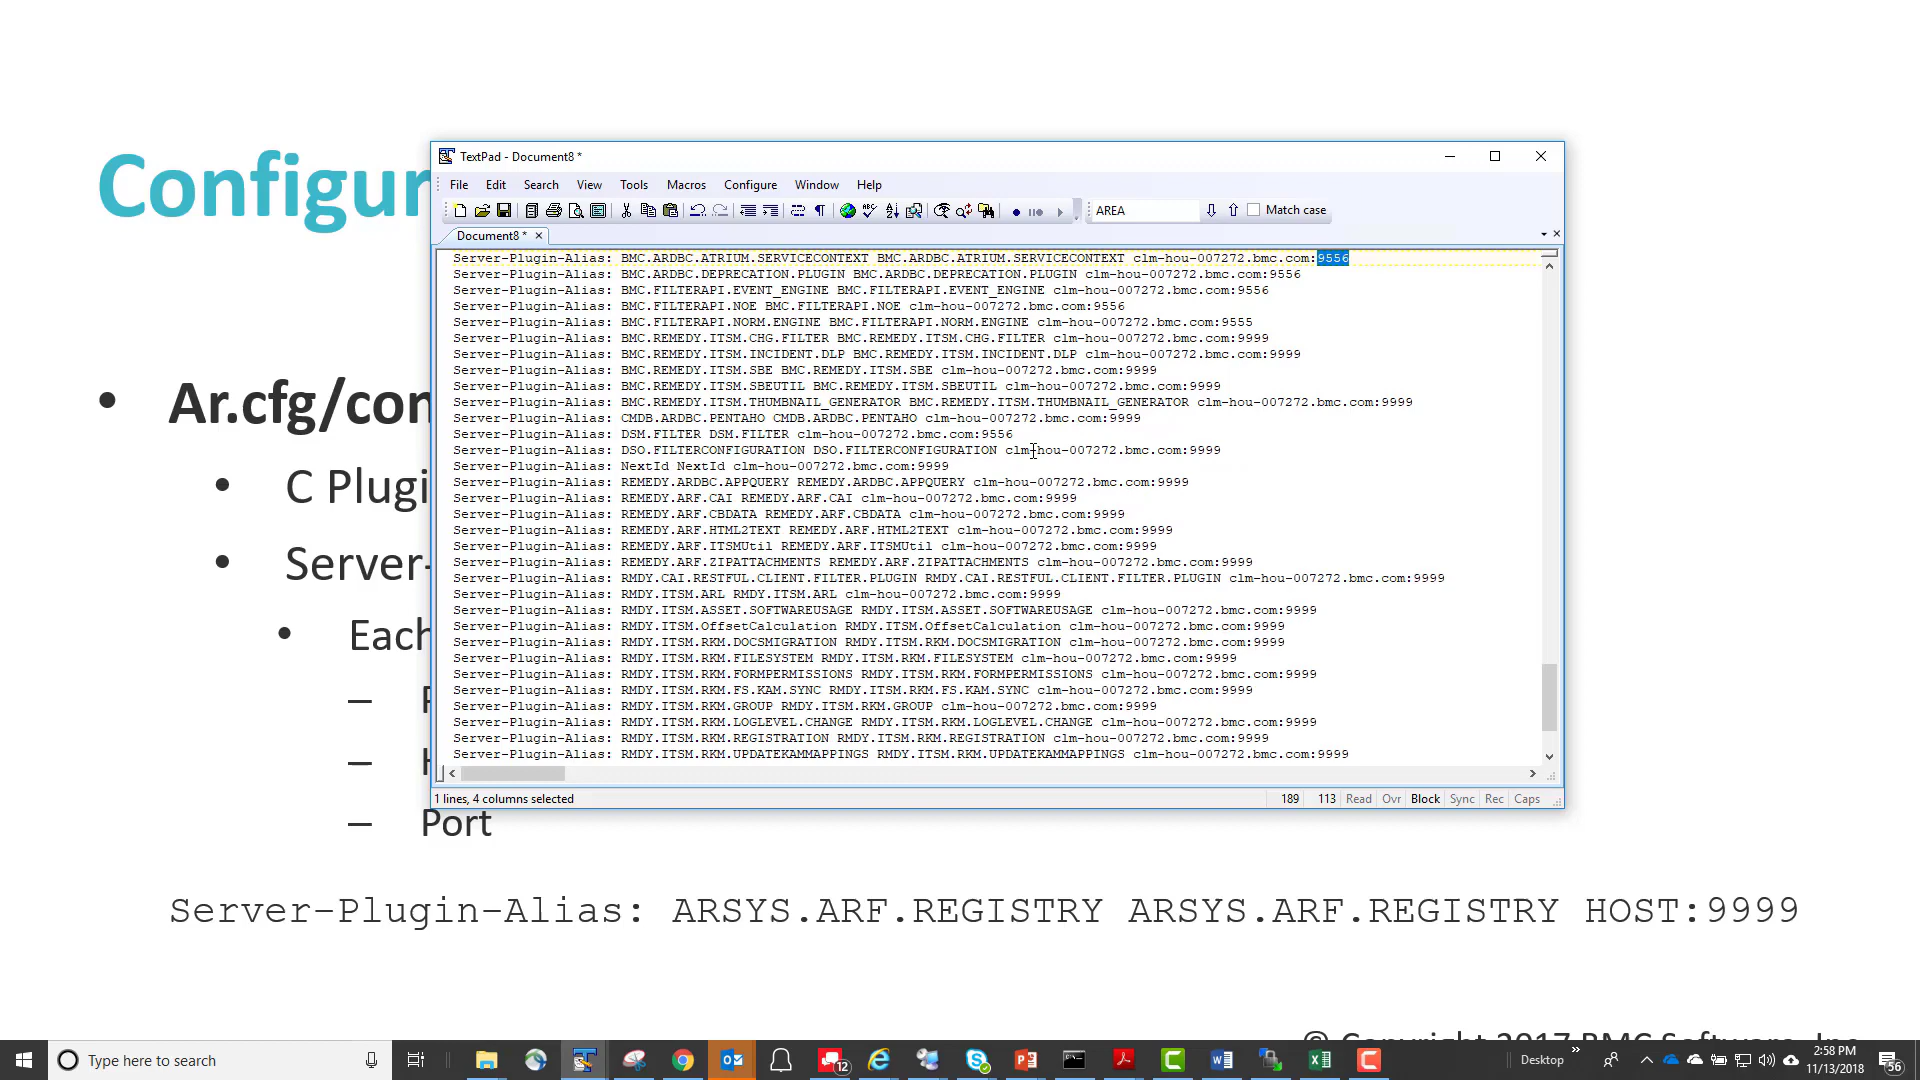 Configur
TextPad - Document8 *
File Edit Search View Tools Macros Configure Window Help
AREA
Match case
Document8 *
Server-Plugin-Alias: BMC.ARDBC.ATRIUM.SERVICECONTEXT BMC.ARDBC.ATRIUM.SERVICECONTEXT clm-hou-007272.bmc.com:9556
Server-Plugin-Alias: BMC.ARDBC.DEPRECATION.PLUGIN BMC.ARDBC.DEPRECATION.PLUGIN clm-hou-007272.bmc.com:9556
Server-Plugin-Alias: BMC.FILTERAPI.EVENT_ENGINE BMC.FILTERAPI.EVENT_ENGINE clm-hou-007272.bmc.com:9556
Server-Plugin-Alias: BMC.FILTERAPI.NOE BMC.FILTERAPI.NOE clm-hou-007272.bmc.com:9556
Server-Plugin-Alias: BMC.FILTERAPI.NORM.ENGINE BMC.FILTERAPI.NORM.ENGINE clm-hou-007272.bmc.com:9555
Server-Plugin-Alias: BMC.REMEDY.ITSM.CHG.FILTER BMC.REMEDY.ITSM.CHG.FILTER clm-hou-007272.bmc.com:9999
Server-Plugin-Alias: BMC.REMEDY.ITSM.INCIDENT.DLP BMC.REMEDY.ITSM.INCIDENT.DLP clm-hou-007272.bmc.com:9999
Server-Plugin-Alias: BMC.REMEDY.ITSM.SBE BMC.REMEDY.ITSM.SBE clm-hou-007272.bmc.com:9999
Server-Plugin-Alias: BMC.REMEDY.ITSM.SBEUTIL BMC.REMEDY.ITSM.SBEUTIL clm-hou-007272.bmc.com:9999
Server-Plugin-Alias: BMC.REMEDY.ITSM.THUMBNAIL_GENERATOR BMC.REMEDY.ITSM.THUMBNAIL_GENERATOR clm-hou-007272.bmc.com:9999
Server-Plugin-Alias: CMDB.ARDBC.PENTAHO CMDB.ARDBC.PENTAHO clm-hou-007272.bmc.com:9999
Server-Plugin-Alias: DSM.FILTER DSM.FILTER clm-hou-007272.bmc.com:9556
Server-Plugin-Alias: DSO.FILTERCONFIGURATION DSO.FILTERCONFIGURATION clm-hou-007272.bmc.com:9999
Server-Plugin-Alias: NextId NextId clm-hou-007272.bmc.com:9999
Server-Plugin-Alias: REMEDY.ARDBC.APPQUERY REMEDY.ARDBC.APPQUERY clm-hou-007272.bmc.com:9999
Server-Plugin-Alias: REMEDY.ARF.CAI REMEDY.ARF.CAI clm-hou-007272.bmc.com:9999
Server-Plugin-Alias: REMEDY.ARF.CBDATA REMEDY.ARF.CBDATA clm-hou-007272.bmc.com:9999
Server-Plugin-Alias: REMEDY.ARF.HTML2TEXT REMEDY.ARF.HTML2TEXT clm-hou-007272.bmc.com:9999
Server-Plugin-Alias: REMEDY.ARF.ITSMUtil REMEDY.ARF.ITSMUtil clm-hou-007272.bmc.com:9999
Server-Plugin-Alias: REMEDY.ARF.ZIPATTACHMENTS REMEDY.ARF.ZIPATTACHMENTS clm-hou-007272.bmc.com:9999
Server-Plugin-Alias: RMDY.CAI.RESTFUL.CLIENT.FILTER.PLUGIN RMDY.CAI.RESTFUL.CLIENT.FILTER.PLUGIN clm-hou-007272.bmc.com:9999
Server-Plugin-Alias: RMDY.ITSM.ARL RMDY.ITSM.ARL clm-hou-007272.bmc.com:9999
Server-Plugin-Alias: RMDY.ITSM.ASSET.SOFTWAREUSAGE RMDY.ITSM.ASSET.SOFTWAREUSAGE clm-hou-007272.bmc.com:9999
Server-Plugin-Alias: RMDY.ITSM.OffsetCalculation RMDY.ITSM.OffsetCalculation clm-hou-007272.bmc.com:9999
Server-Plugin-Alias: RMDY.ITSM.RKM.DOCSMIGRATION RMDY.ITSM.RKM.DOCSMIGRATION clm-hou-007272.bmc.com:9999
Server-Plugin-Alias: RMDY.ITSM.RKM.FILESYSTEM RMDY.ITSM.RKM.FILESYSTEM clm-hou-007272.bmc.com:9999
Server-Plugin-Alias: RMDY.ITSM.RKM.FORMPERMISSIONS RMDY.ITSM.RKM.FORMPERMISSIONS clm-hou-007272.bmc.com:9999
Server-Plugin-Alias: RMDY.ITSM.RKM.FS.KAM.SYNC RMDY.ITSM.RKM.FS.KAM.SYNC clm-hou-007272.bmc.com:9999
Server-Plugin-Alias: RMDY.ITSM.RKM.GROUP RMDY.ITSM.RKM.GROUP clm-hou-007272.bmc.com:9999
Server-Plugin-Alias: RMDY.ITSM.RKM.LOGLEVEL.CHANGE RMDY.ITSM.RKM.LOGLEVEL.CHANGE clm-hou-007272.bmc.com:9999
Server-Plugin-Alias: RMDY.ITSM.RKM.REGISTRATION RMDY.ITSM.RKM.REGISTRATION clm-hou-007272.bmc.com:9999
Server-Plugin-Alias: RMDY.ITSM.RKM.UPDATEKAMMAPPINGS RMDY.ITSM.RKM.UPDATEKAMMAPPINGS clm-hou-007272.bmc.com:9999
1 lines, 4 columns selected 189 113 Read Ovr Block Sync Rec Caps
• Ar.cfg/con
• C Plugi
• Server-
• Each
–
–
– Port
Server-Plugin-Alias: ARSYS.ARF.REGISTRY ARSYS.ARF.REGISTRY HOST:9999
© Copyright 2017 BMC Software, Inc
Type here to search
12
Desktop
2:58 PM
11/13/2018
56